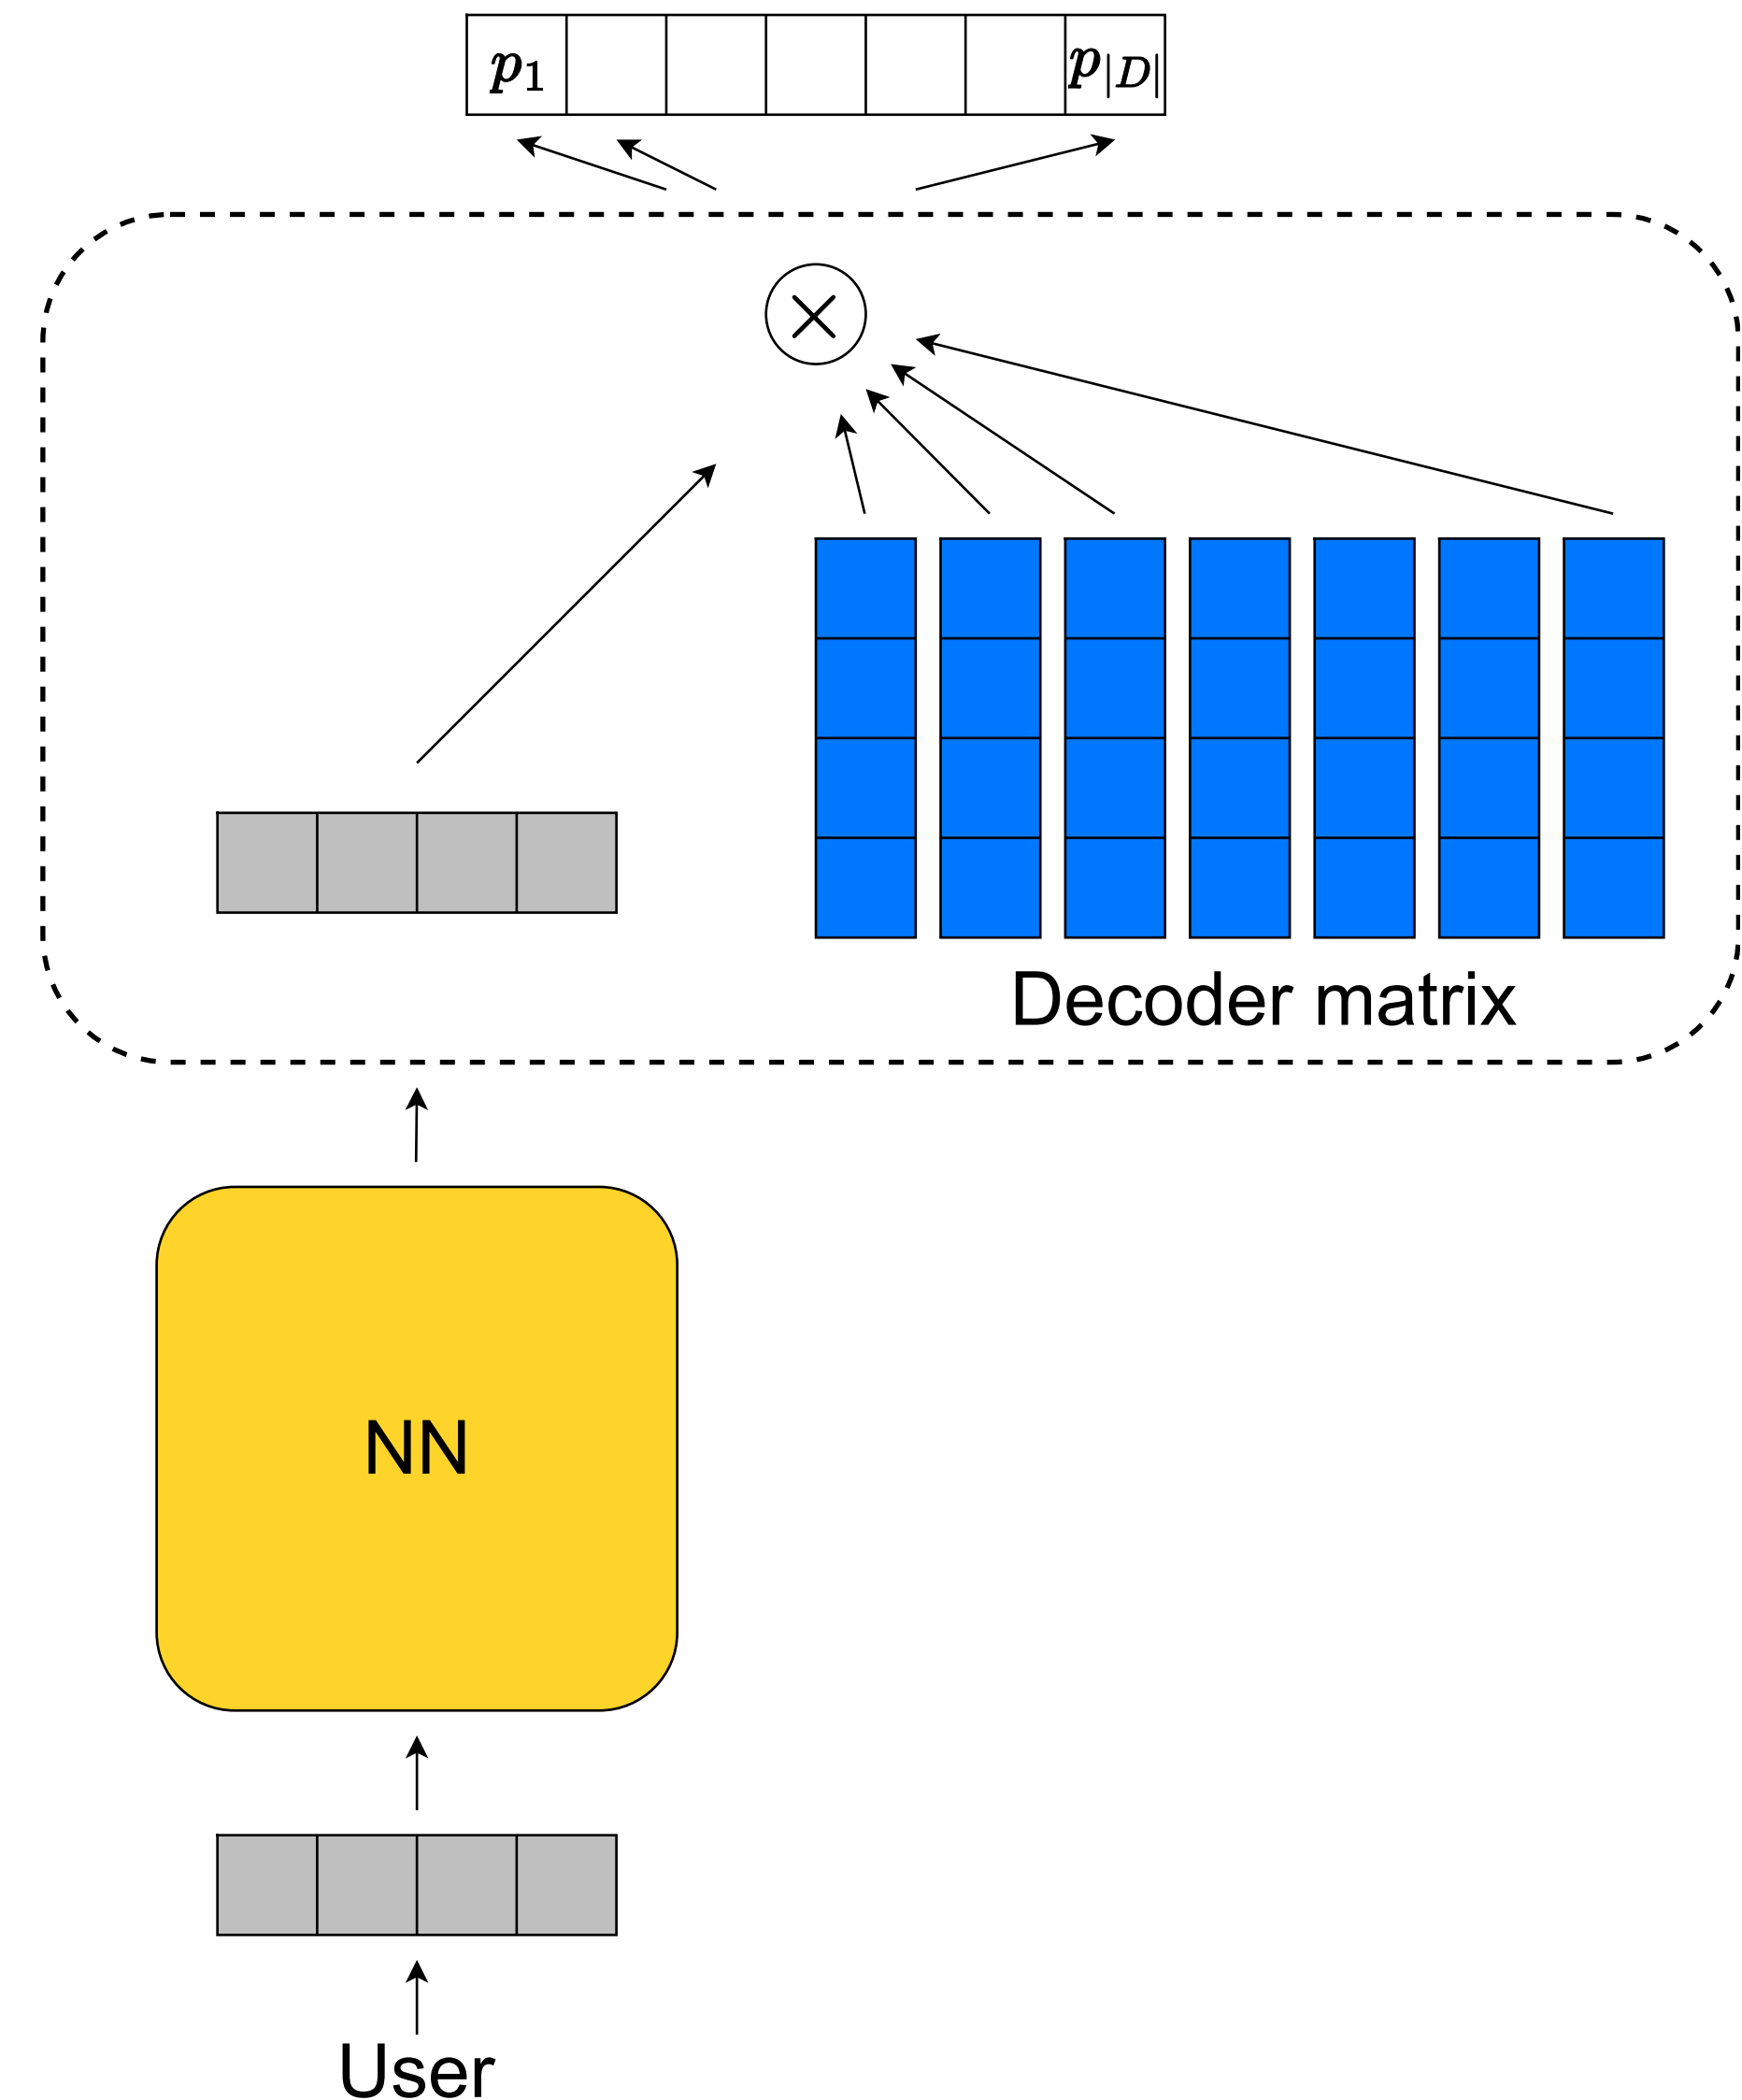 p1 p|D|
Decoder matrix
NN
User